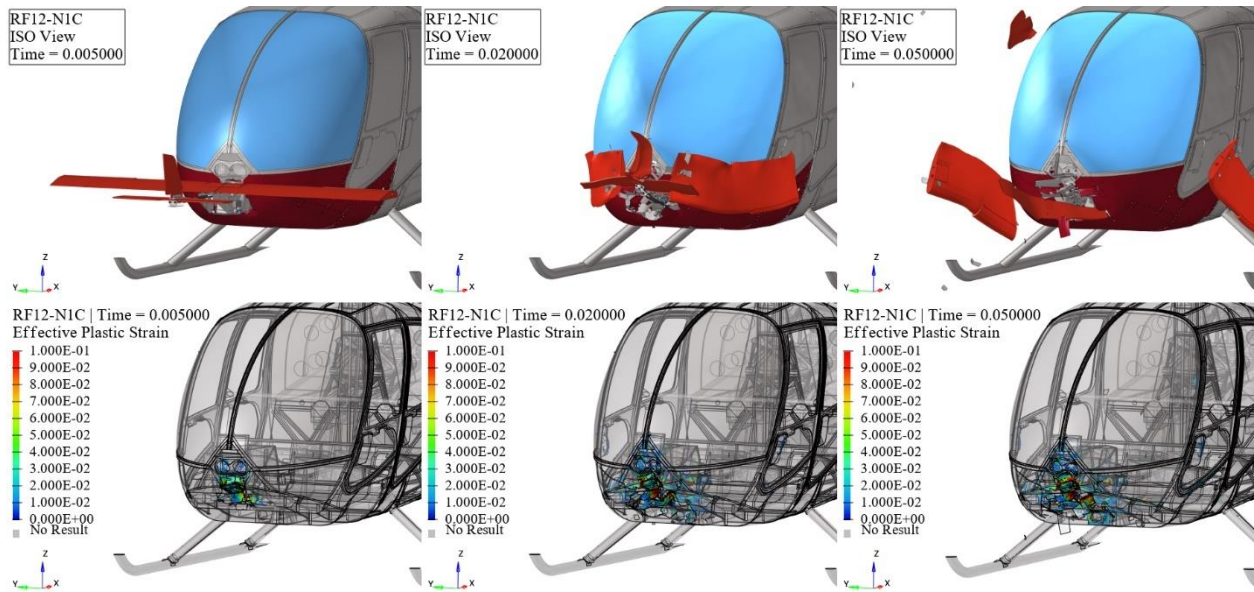 RF12-N1C
ISO View
Time = 0.005000
Z
Y
X
RF12-N1C
ISO View
Time = 0.020000
Z
Y
X
RF12-N1C
ISO View
Time = 0.050000
Z
Y
X
RF12-N1C | Time = 0.005000
Effective Plastic Strain
1.000E-01
9.000E-02
8.000E-02
7.000E-02
6.000E-02
5.000E-02
4.000E-02
3.000E-02
2.000E-02
1.000E-02
0.000E+00
No Result
Z
Y
X
RF12-N1C | Time = 0.020000
Effective Plastic Strain
1.000E-01
9.000E-02
8.000E-02
7.000E-02
6.000E-02
5.000E-02
4.000E-02
3.000E-02
2.000E-02
1.000E-02
0.000E+00
No Result
Z
Y
X
RF12-N1C | Time = 0.050000
Effective Plastic Strain
1.000E-01
9.000E-02
8.000E-02
7.000E-02
6.000E-02
5.000E-02
4.000E-02
3.000E-02
2.000E-02
1.000E-02
0.000E+00
No Result
Z
Y
X